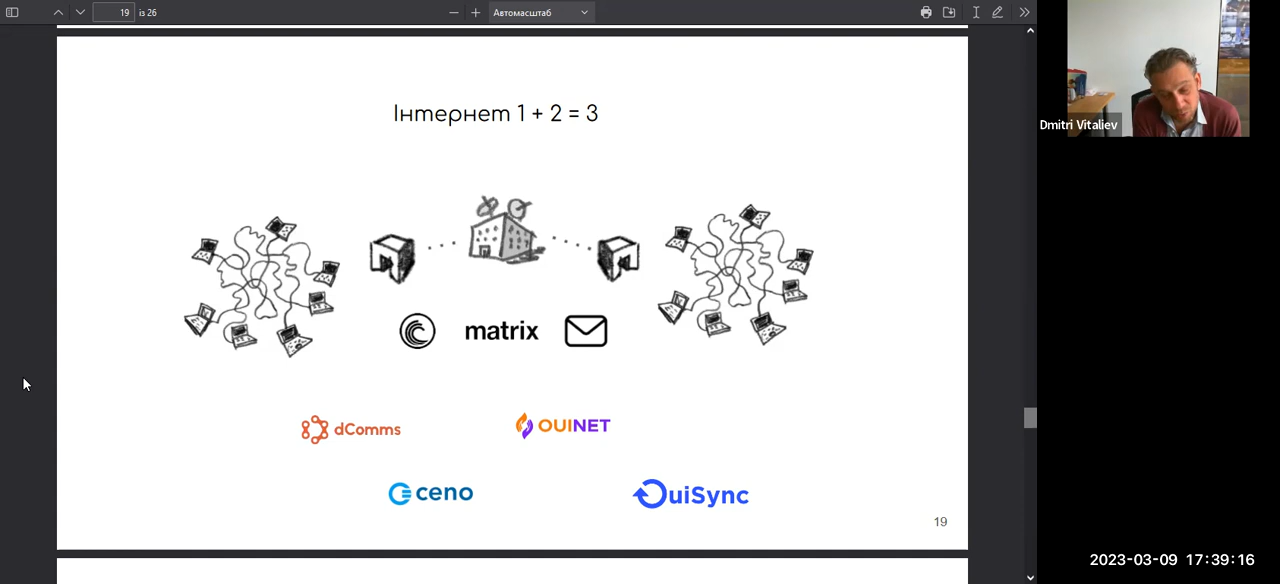 19 із 26
Автомасштаб
Інтернет 1 + 2 = 3
matrix
dComms
OUINET
ceno
OuiSync
19
Dmitri Vitaliev
2023-03-09 17:39:16